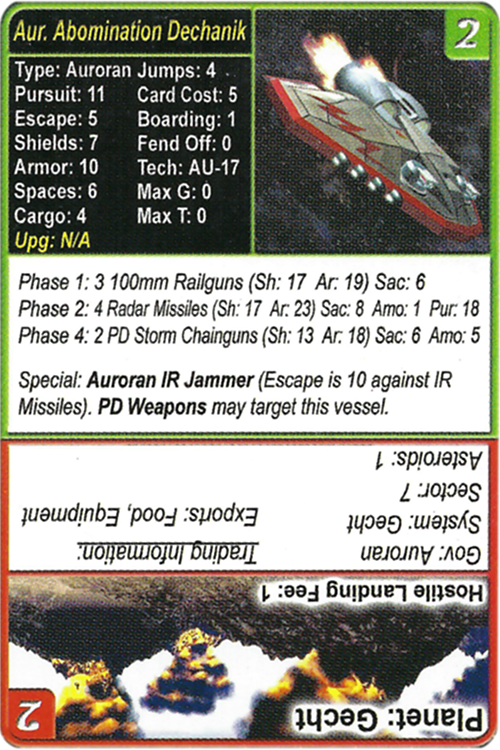 Aur. Abomination Dechanik
2
Type: Auroran Jumps: 4
Pursuit: 11 Card Cost: 5
Escape: 5 Boarding: 1
Shields: 7 Fend Off: 0
Armor: 10 Tech: AU-17
Spaces: 6 Max G: 0
Cargo: 4 Max T: 0
Upg: N/A
Phase 1: 3 100mm Railguns (Sh: 17 Ar: 19) Sac: 6
Phase 2: 4 Radar Missiles (Sh: 17 Ar: 23) Sac: 8 Amo: 1 Pur: 18
Phase 4: 2 PD Storm Chainguns (Sh: 13 Ar: 18) Sac: 6 Amo: 5
Special: Auroran IR Jammer (Escape is 10 against IR
Missiles). PD Weapons may target this vessel.
Planet: Gecht
2
Hostile Landing Fee: 1
Gov: Auroran
System: Gecht
Sector: 7
Asteroids: 1
Trading Information:
Exports: Food, Equipment